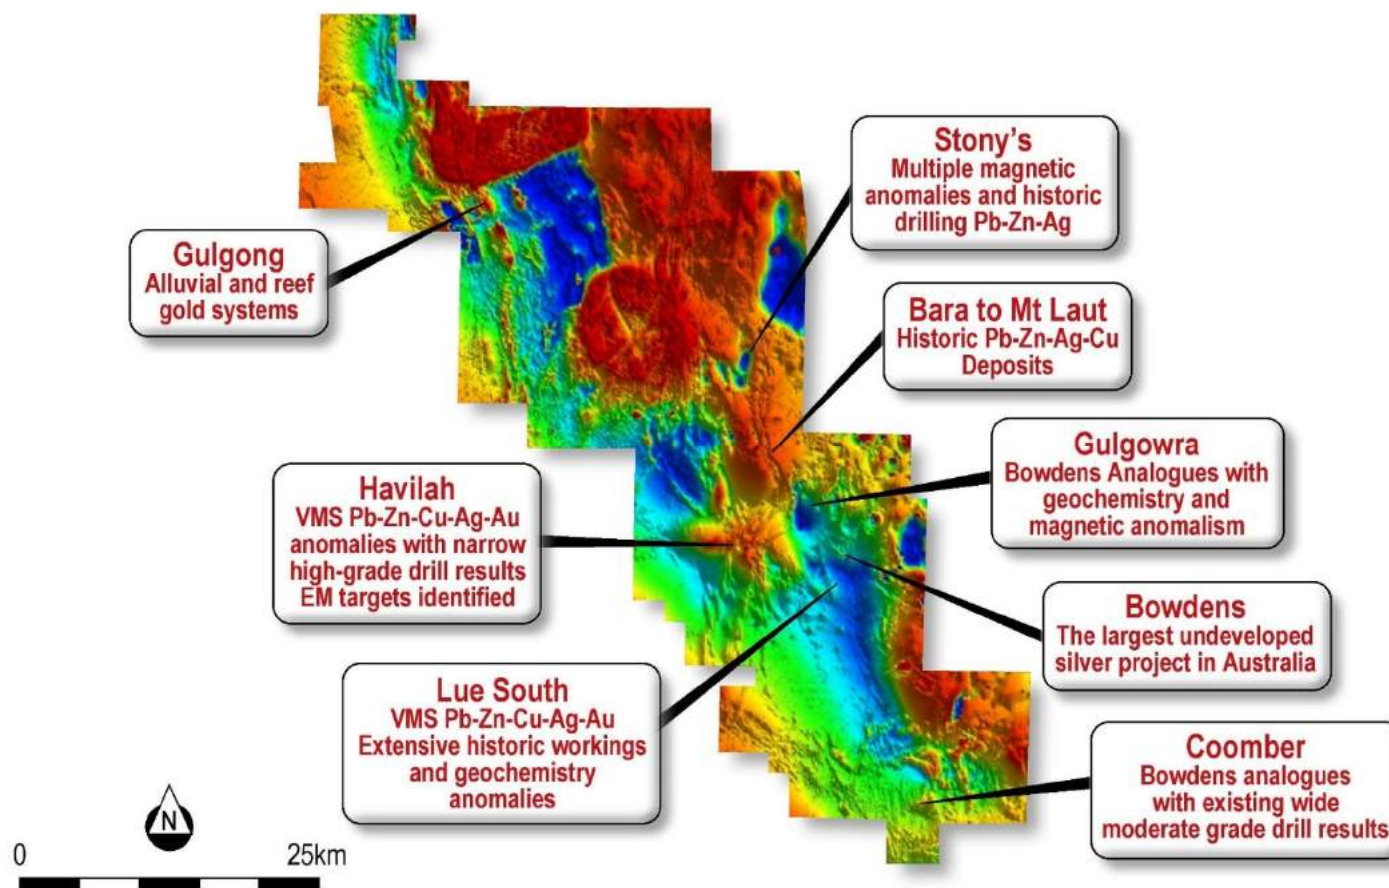 Stony's
Multiple magnetic
anomalies and historic
drilling Pb-Zn-Ag
Gulgong
Alluvial and reef
gold systems
Bara to Mt Laut
Historic Pb-Zn-Ag-Cu
Deposits
Gulgowra
Bowdens Analogues with
geochemistry and
magnetic anomalism
Havilah
VMS Pb-Zn-Cu-Ag-Au
anomalies with narrow
high-grade drill results
EM targets identified
Bowdens
The largest undeveloped
silver project in Australia
Lue South
VMS Pb-Zn-Cu-Ag-Au
Extensive historic workings
and geochemistry
anomalies
Coomber
Bowdens analogues
with existing wide
moderate grade drill results
N
0 25km